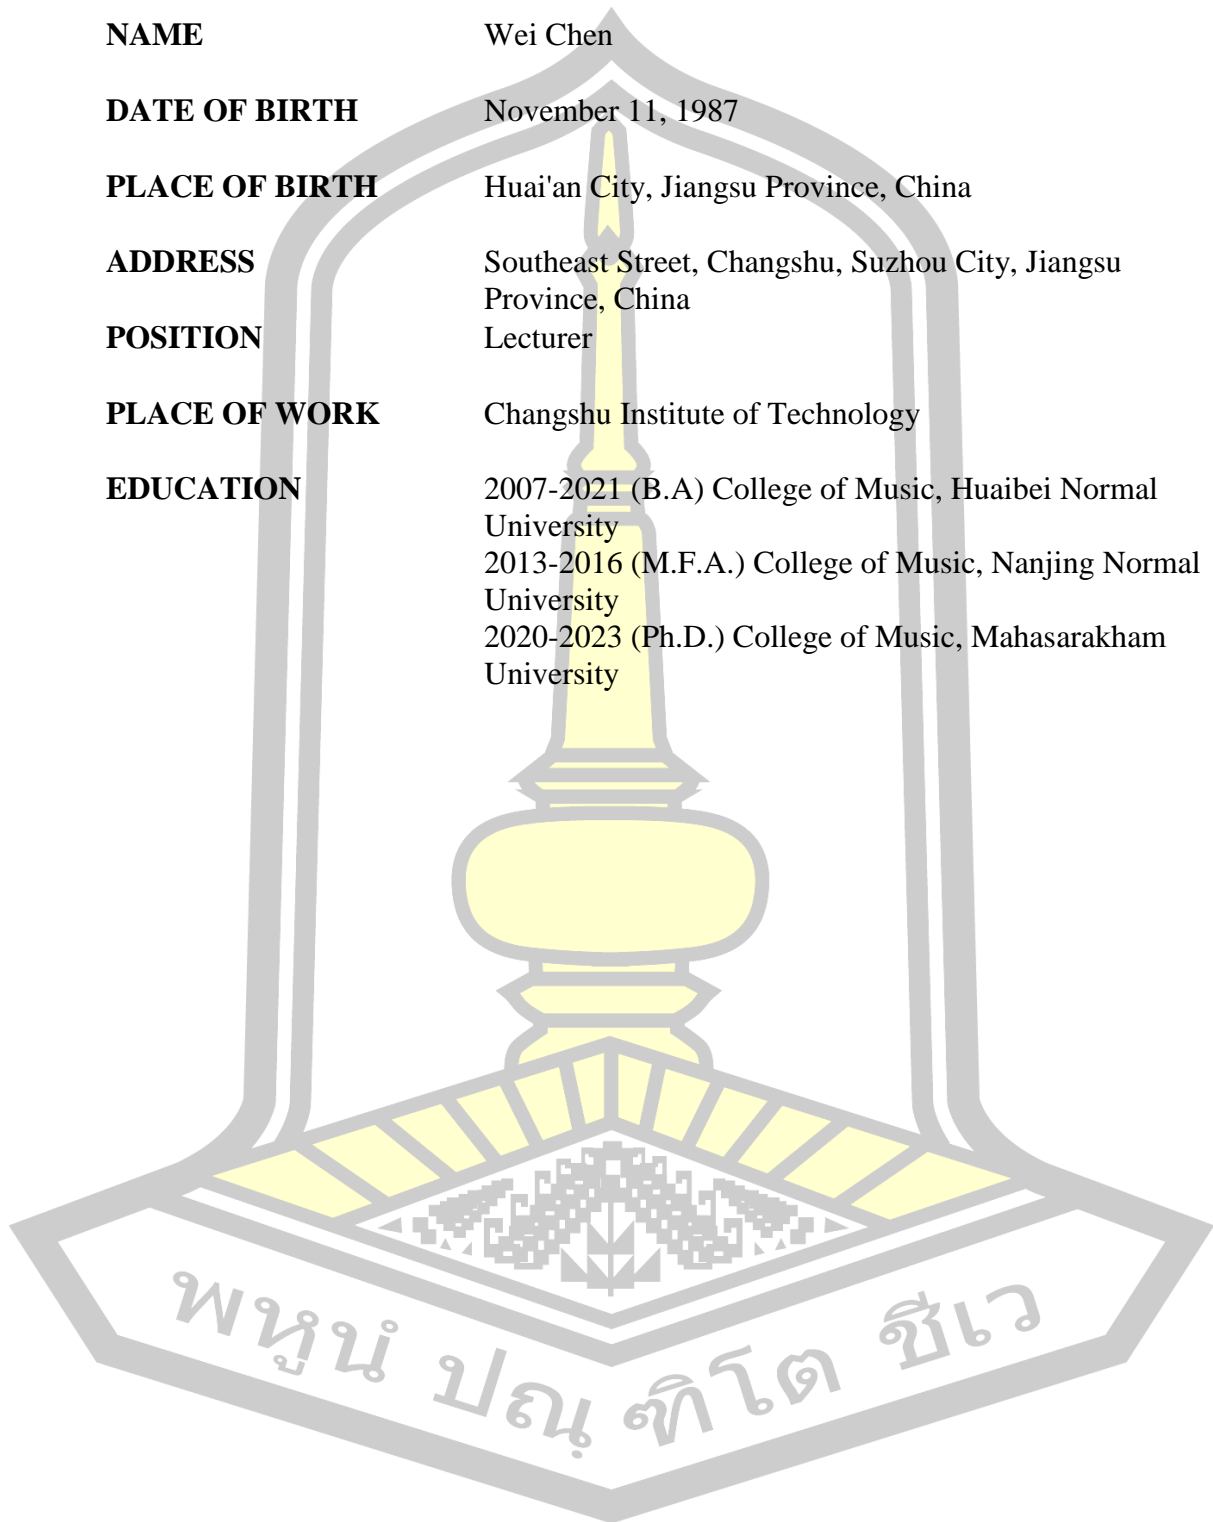 NAME Wei Chen
DATE OF BIRTH November 11, 1987
PLACE OF BIRTH Huai'an City, Jiangsu Province, China
ADDRESS Southeast Street, Changshu, Suzhou City, Jiangsu
Province, China
POSITION Lecturer
PLACE OF WORK Changshu Institute of Technology
EDUCATION 2007-2021 (B.A) College of Music, Huaibei Normal
University
2013-2016 (M.F.A.) College of Music, Nanjing Normal
University
2020-2023 (Ph.D.) College of Music, Mahasarakham
University
พหูนํ ปณฺ ฑิโต ชีเว